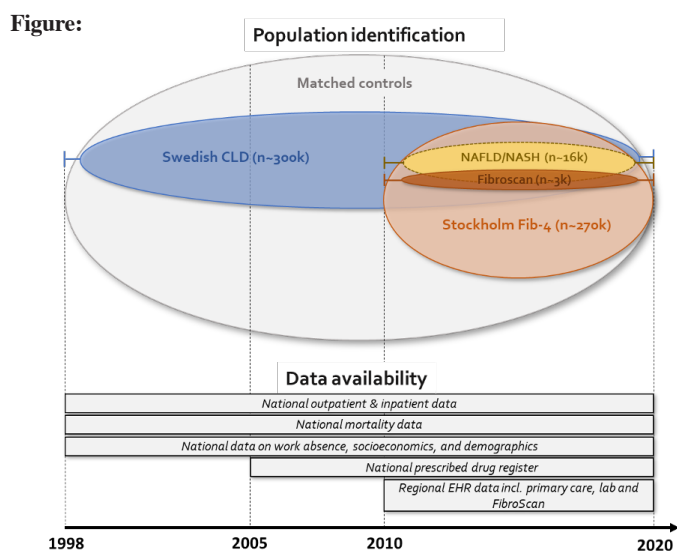 Figure:
Population identification
Matched controls
Swedish CLD (n~300k)
NAFLD/NASH (n~16k)
Fibroscan (n~3k)
Stockholm Fib-4 (n~270k)
Data availability
National outpatient & inpatient data
National mortality data
National data on work absence, socioeconomics, and demographics
National prescribed drug register
Regional EHR data incl. primary care, lab and
FibroScan
1998 2005 2010 2020